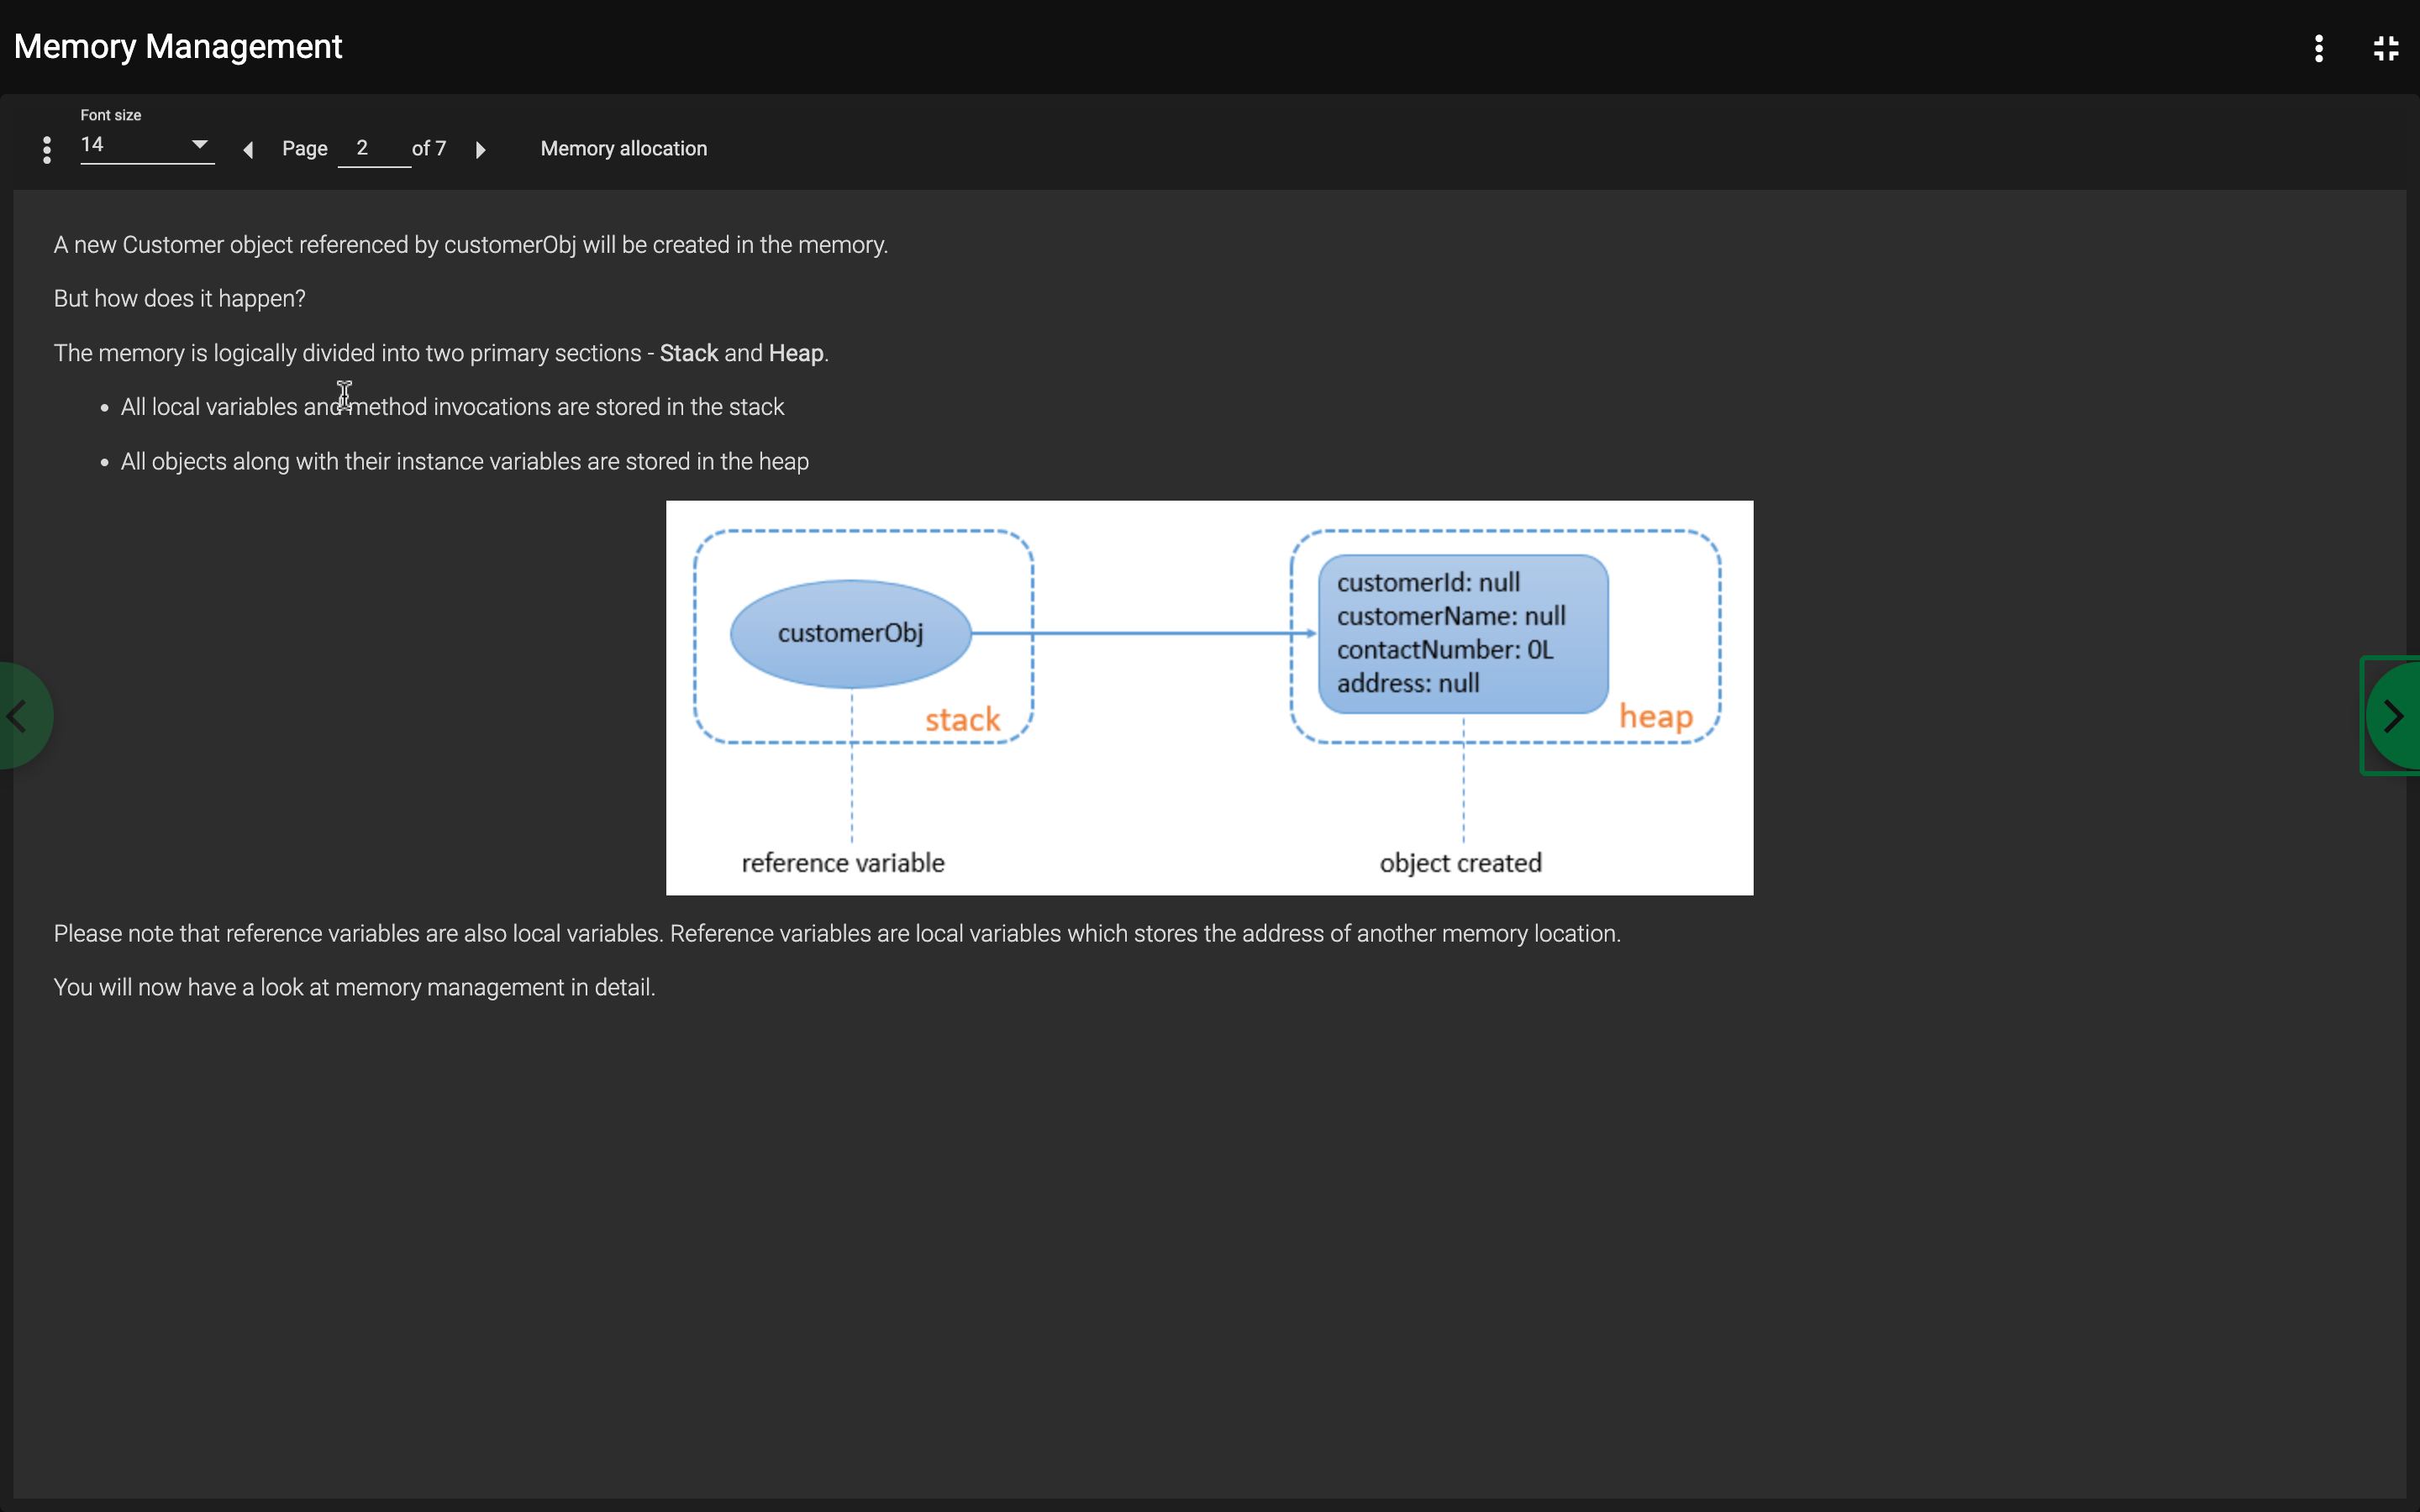 Memory Management
Font size
14
Page 2 of 7 Memory allocation
A new Customer object referenced by customerObj will be created in the memory.
But how does it happen?
The memory is logically divided into two primary sections - Stack and Heap.
• All local variables and method invocations are stored in the stack
• All objects along with their instance variables are stored in the heap
customerObj
stack
customerId: null
customerName: null
contactNumber: 0L
address: null
heap
reference variable
object created
Please note that reference variables are also local variables. Reference variables are local variables which stores the address of another memory location.
You will now have a look at memory management in detail.